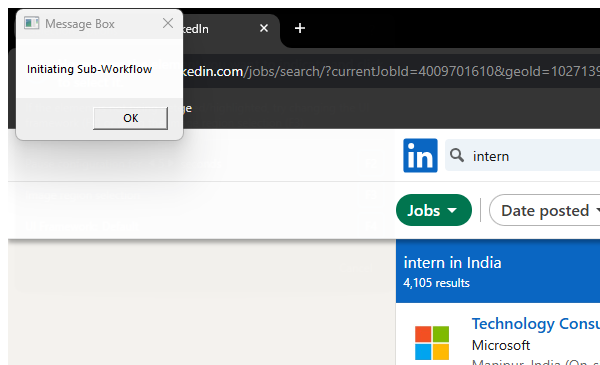 Message Box
Initiating Sub-Workflow
OK
kedIn
kedin.com/jobs/search/?currentJobId=4009701610&geoId=1027139
ge
in
intern
Jobs
Date posted
intern in India
4,105 results
Technology Consu
Microsoft
Manipur, India (On-s